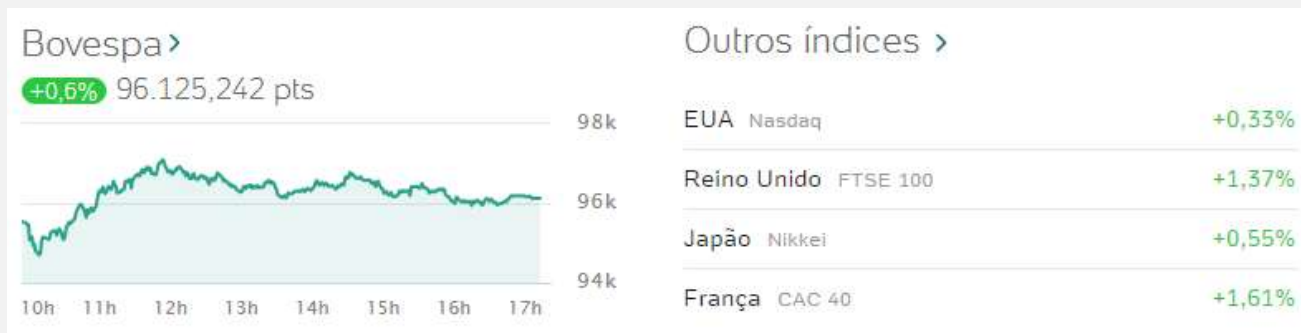 Bovespa >
+0,6% 96.125,242 pts
98k
96k
94k
10h 11h 12h 13h 14h 15h 16h 17h
Outros índices >
EUA Nasdaq +0,33%
Reino Unido FTSE 100 +1,37%
Japão Nikkei +0,55%
França CAC 40 +1,61%